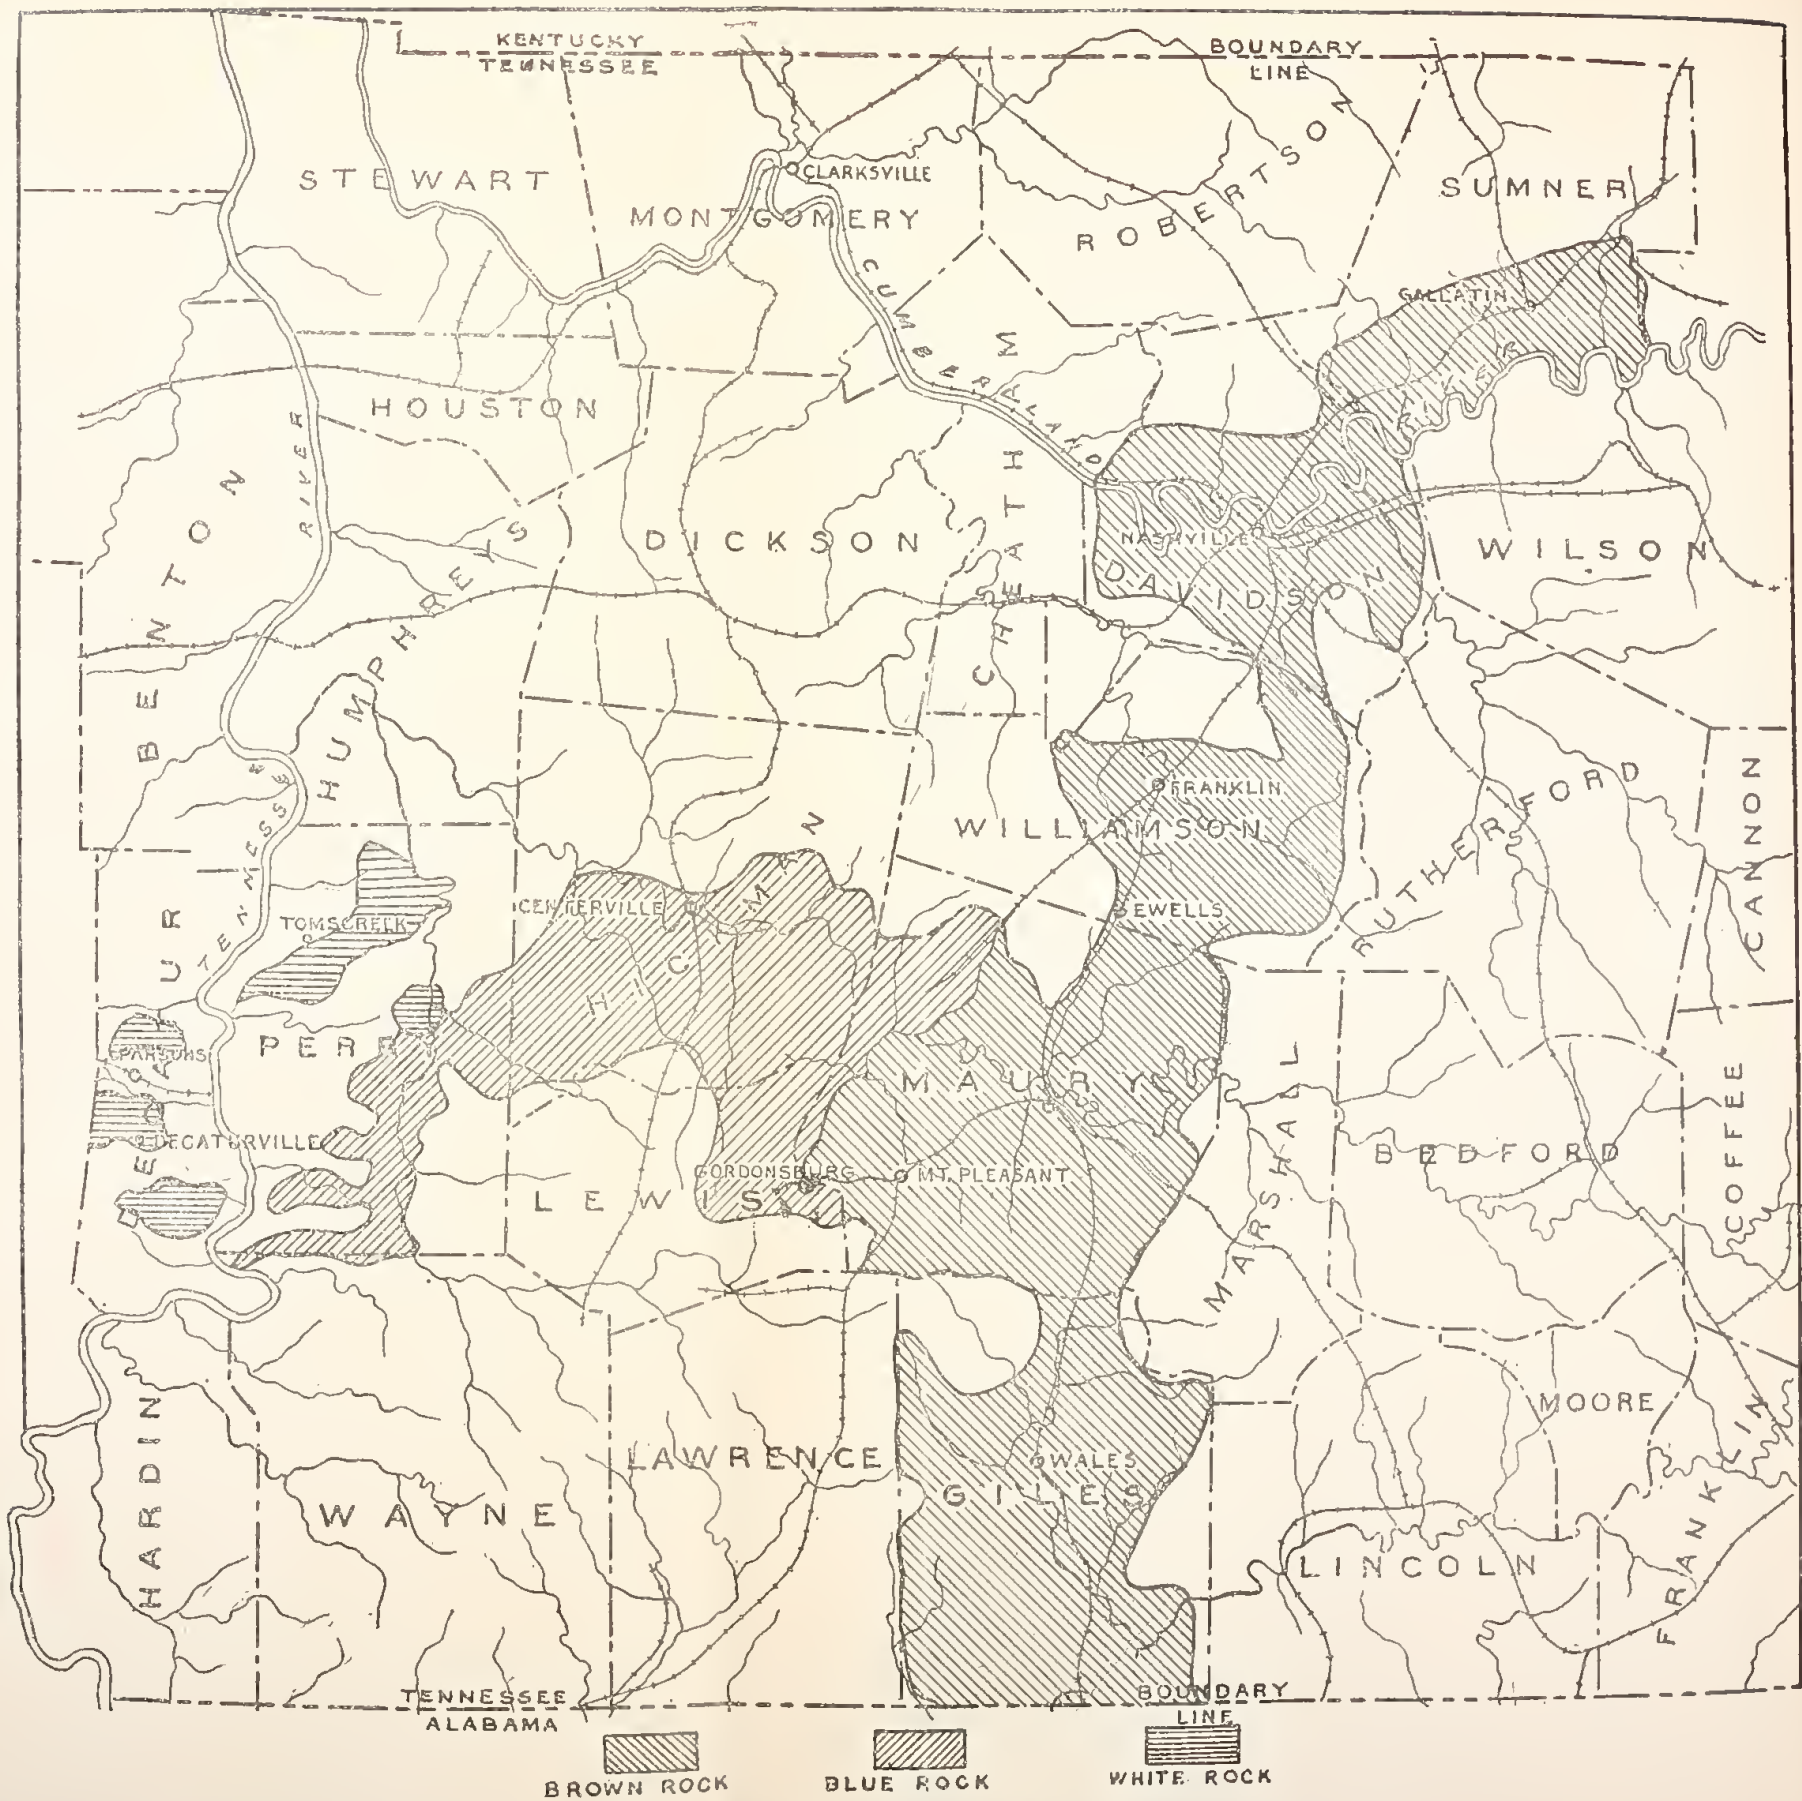 KENTUCKY
TENNESSEE
BOUNDARY
LINE
STEWART
CLARKSVILLE
MONTGOMERY
ROBERTSON
SUMNER
CUMBERLAND
GALLATIN
RIVER
HOUSTON
RIVER
BENTON
HUMPHREYS
DICKSON
CHEATHAM
NASHVILLE
DAVIDSON
WILSON
TENNESSEE
FRANKLIN
WILLIAMSON
RUTHERFORD
CANNON
CENTERVILLE
HICKMAN
EWELLS
TOMSCREEK
DECATUR
PARSONS
PERRY
MAURY
MARSHALL
BEDFORD
COFFEE
DECATURVILLE
GORDONSBURG
MT. PLEASANT
LEWIS
HARDIN
WAYNE
LAWRENCE
WALES
GILES
MOORE
LINCOLN
FRANKLIN
TENNESSEE
ALABAMA
BOUNDARY
LINE
BROWN ROCK
BLUE ROCK
WHITE ROCK